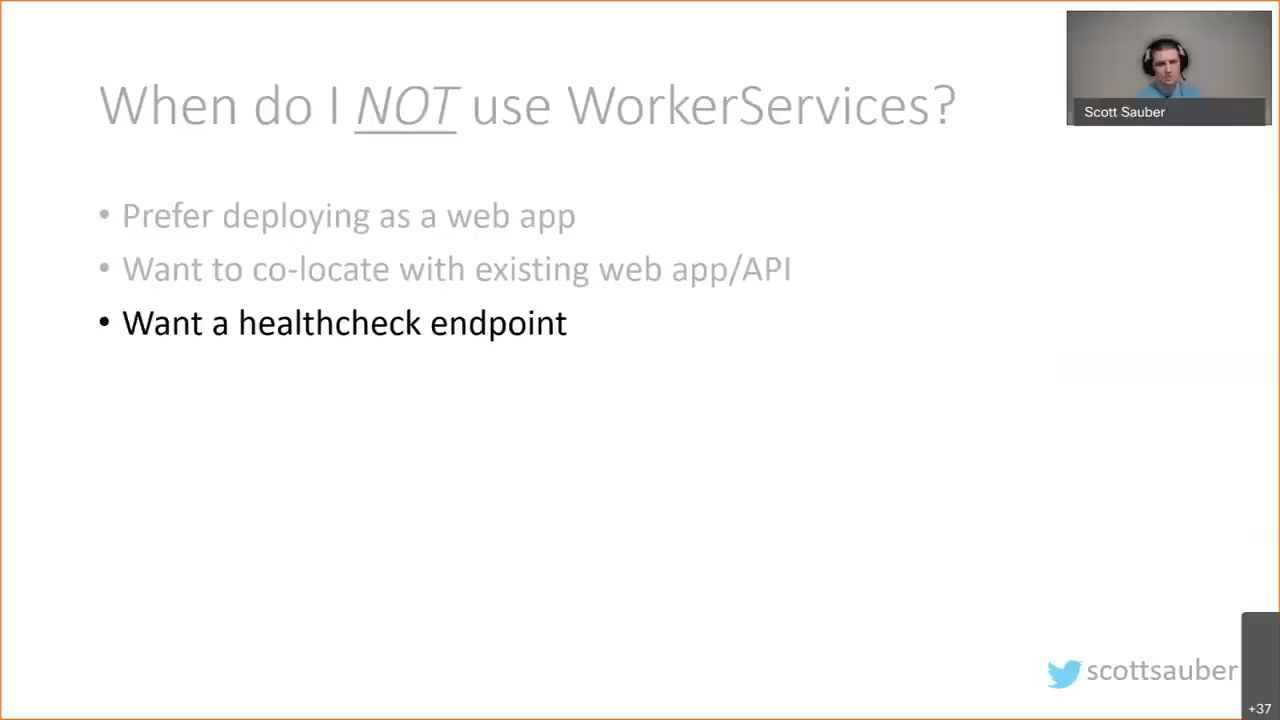 When do I NOT use WorkerServices?
Scott Sauber
• Prefer deploying as a web app
• Want to co-locate with existing web app/API
• Want a healthcheck endpoint
scottsauber
+37